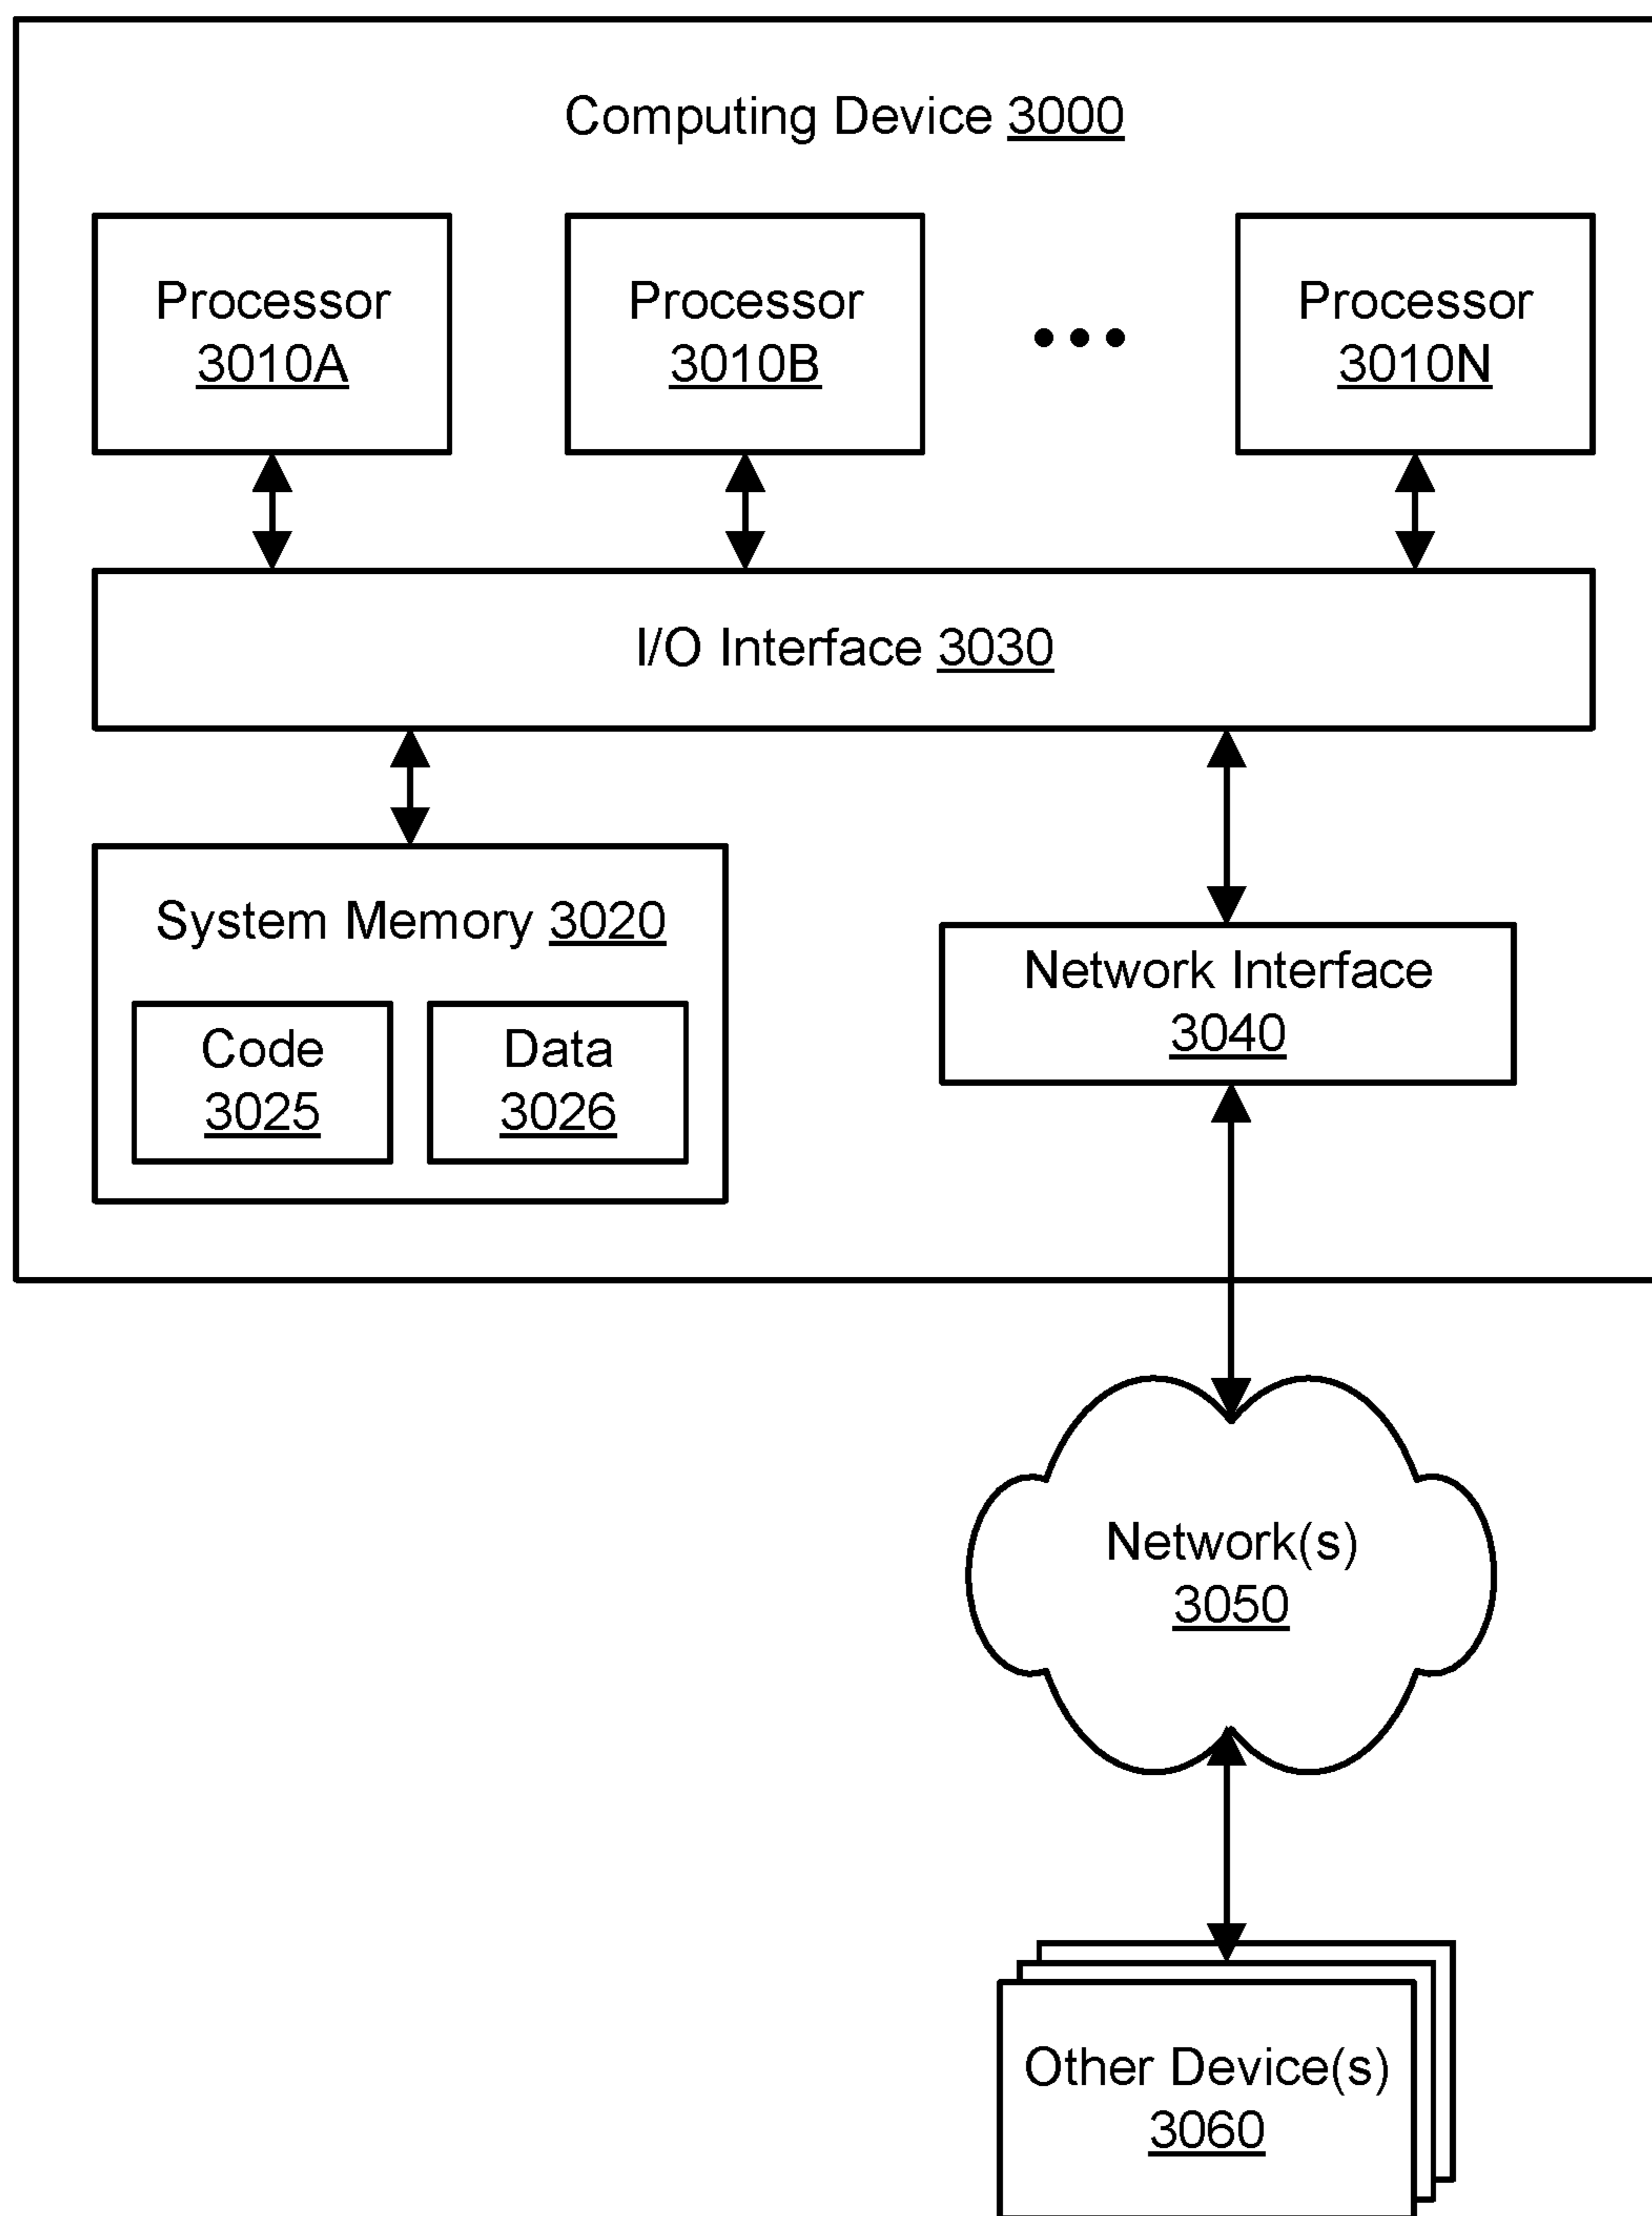 Computing Device 3000
Processor
3010A
Processor
3010B
Processor
3010N
I/O Interface 3030
System Memory 3020
Code
3025
Data
3026
Network Interface
3040
Network(s)
3050
Other Device(s)
3060